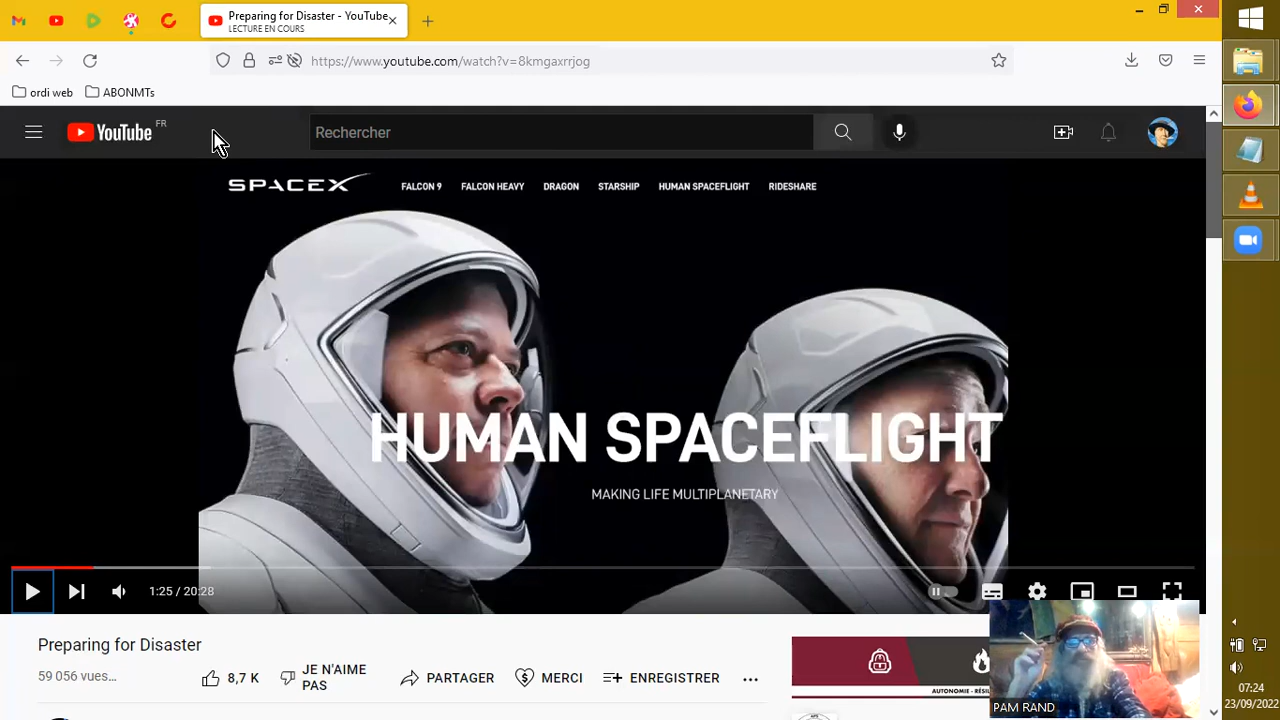 Preparing for Disaster - YouTube
LECTURE EN COURS
https://www.youtube.com/watch?v=8kmgaxrrjog
ordi web
ABONMTs
YouTube FR
Rechercher
SPACEX
FALCON 9
FALCON HEAVY
DRAGON
STARSHIP
HUMAN SPACEFLIGHT
RIDESHARE
HUMAN SPACEFLIGHT
MAKING LIFE MULTIPLANETARY
1:25 / 20:28
Preparing for Disaster
59 056 vues...
8,7 K
JE N'AIME
PAS
PARTAGER
MERCI
ENREGISTRER
PAM RAND
07:24
23/09/2022